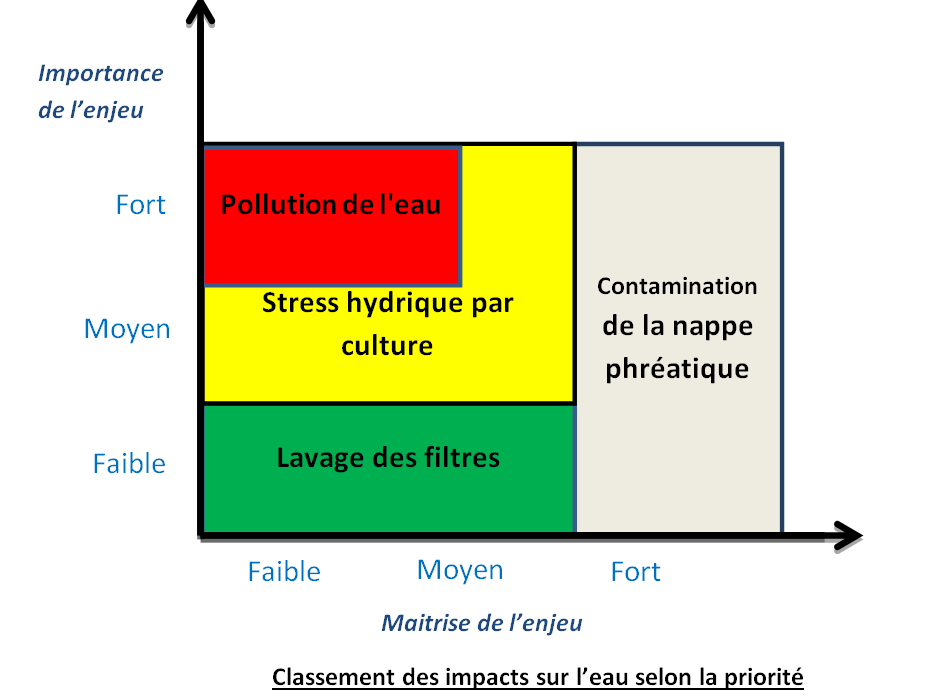 Importance
de l’enjeu
Fort
Pollution de l'eau
Contamination
de la nappe
phréatique
Stress hydrique par
culture
Moyen
Lavage des filtres
Faible
Faible
Moyen
Fort
Maitrise de l’enjeu
Classement des impacts sur l’eau selon la priorité